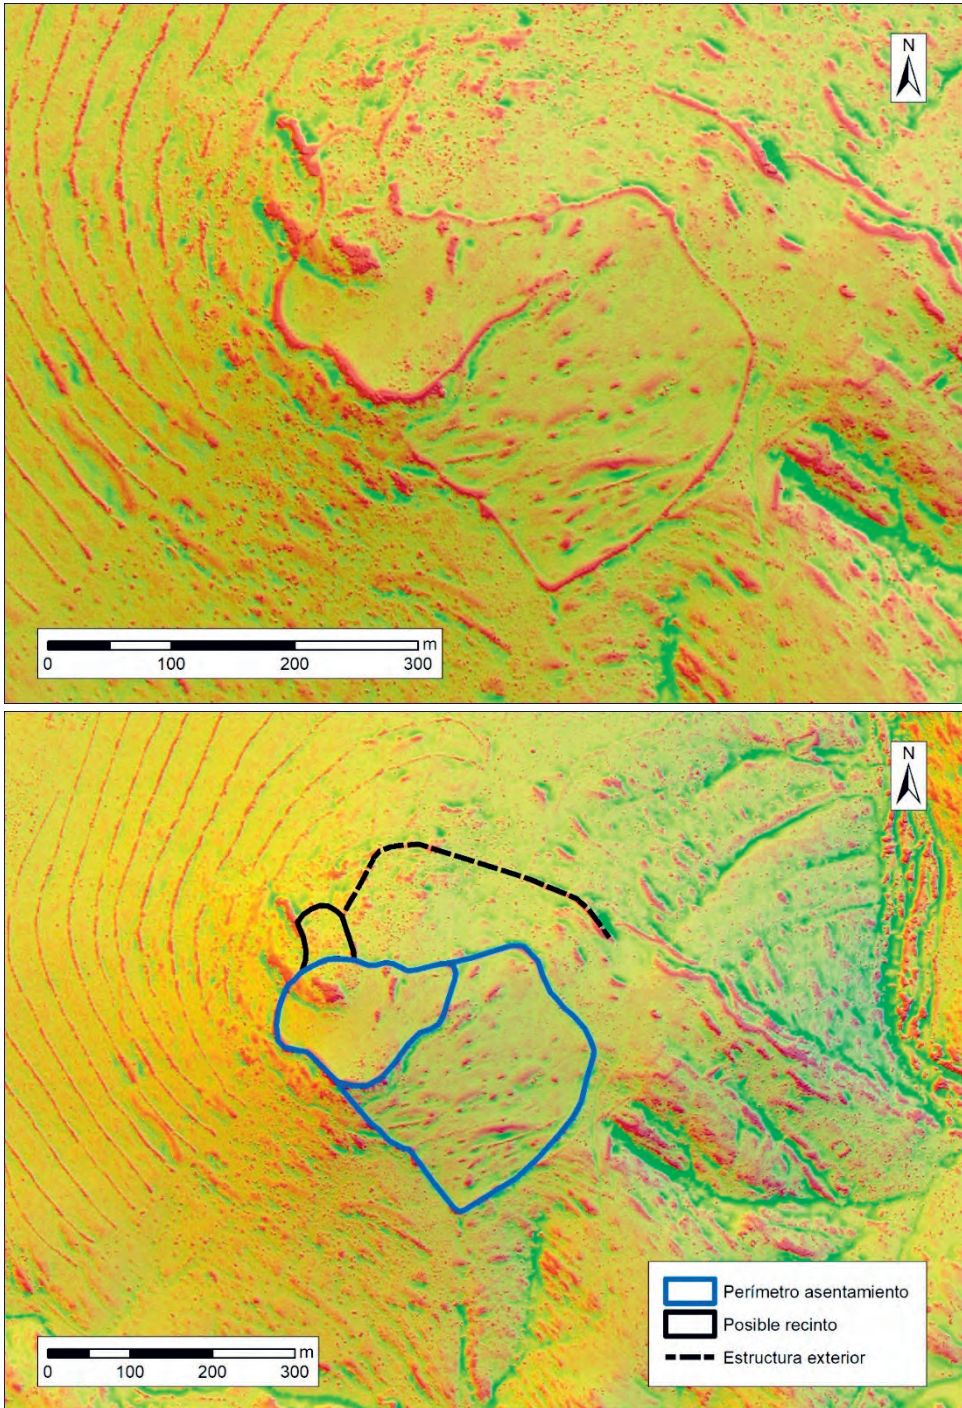 N
m
0 100 200 300
N
m
0 100 200 300
Perímetro asentamiento
Posible recinto
Estructura exterior